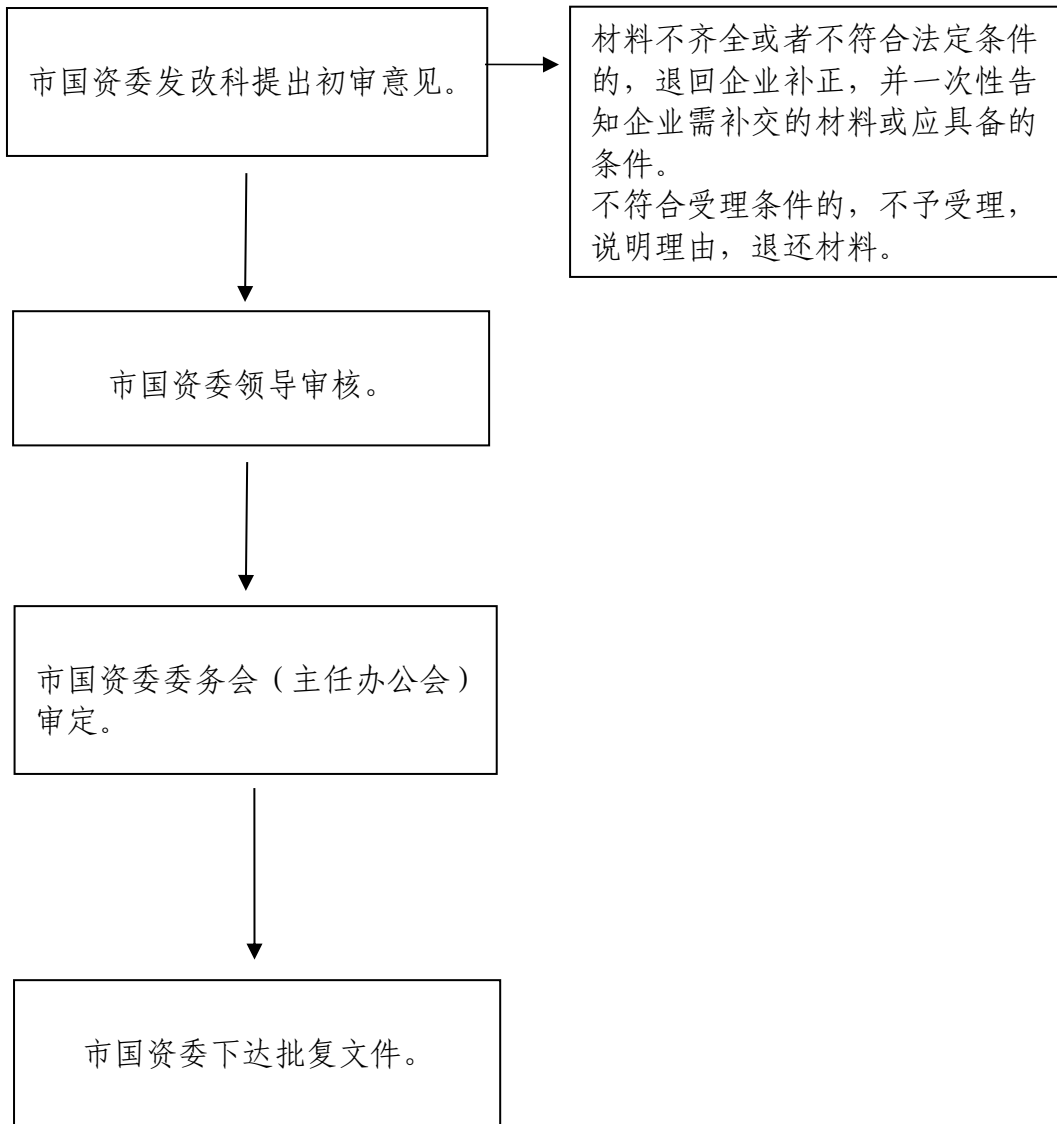 市国资委发改科提出初审意见。
材料不齐全或者不符合法定条件
的，退回企业补正，并一次性告
知企业需补交的材料或应具备的
条件。
不符合受理条件的，不予受理，
说明理由，退还材料。
市国资委领导审核。
市国资委委务会（主任办公会）
审定。
市国资委下达批复文件。